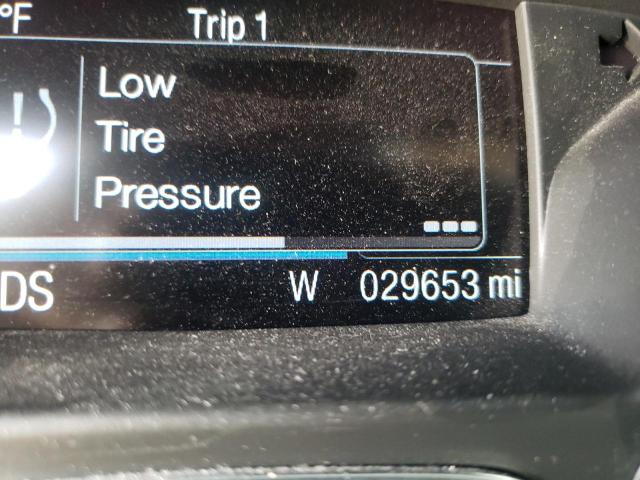 °F Trip 1
Low
Tire
Pressure
DS W 029653 mi